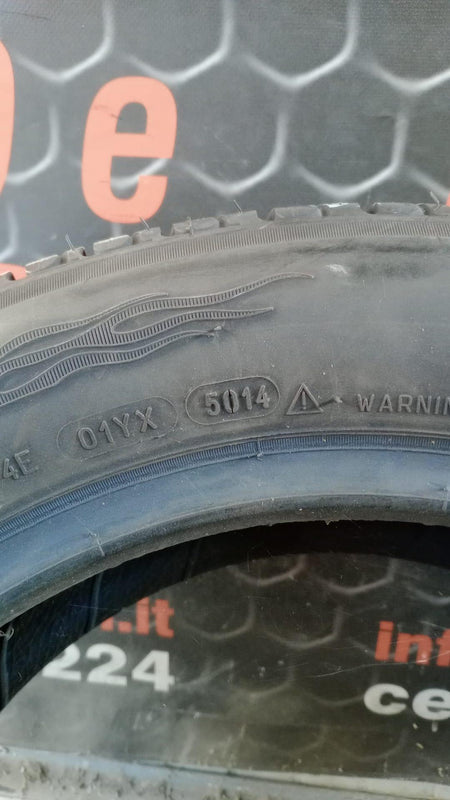 e
4E 01YX 5014 WARNIN
.it inf
224 ce